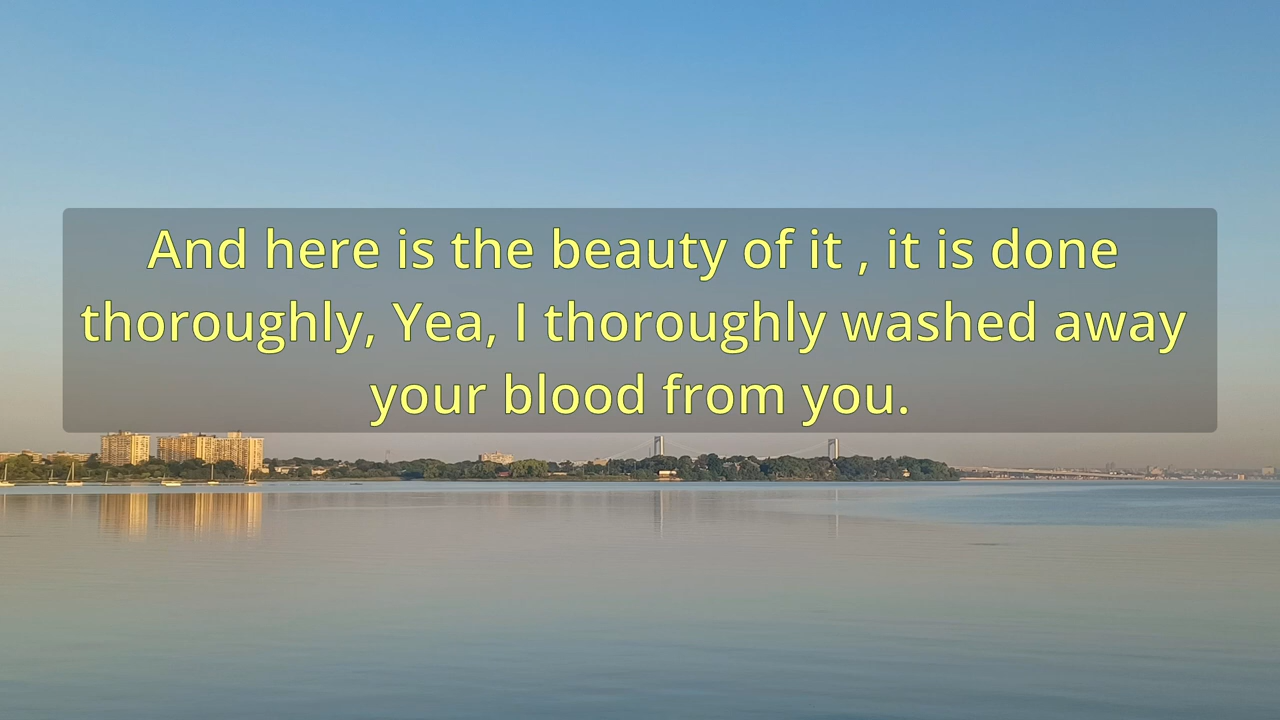 And here is the beauty of it , it is done
thoroughly, Yea, I thoroughly washed away
your blood from you.